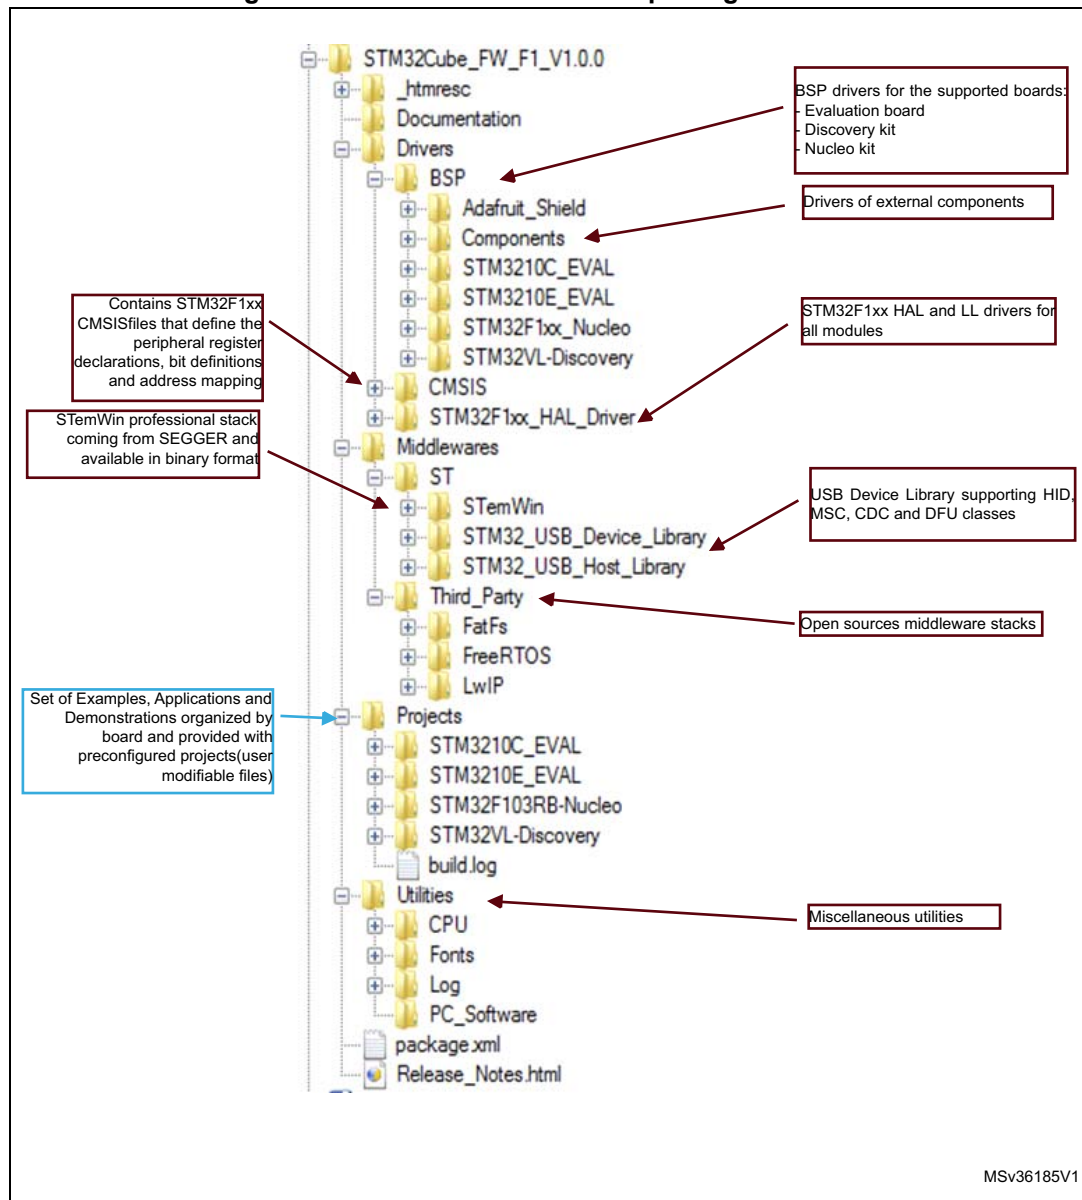 STM32Cube_FW_F1_V1.0.0
_htmresc
Documentation
Drivers
BSP
Adafruit_Shield
Components
STM3210C_EVAL
STM3210E_EVAL
STM32F1xx_Nucleo
STM32VL-Discovery
CMSIS
STM32F1xx_HAL_Driver
Middlewares
ST
STemWin
STM32_USB_Device_Library
STM32_USB_Host_Library
Third_Party
FatFs
FreeRTOS
LwIP
Projects
STM3210C_EVAL
STM3210E_EVAL
STM32F103RB-Nucleo
STM32VL-Discovery
build.log
Utilities
CPU
Fonts
Log
PC_Software
package.xml
Release_Notes.html
Contains STM32F1xx
CMSISfiles that define the
peripheral register
declarations, bit definitions
and address mapping
STemWin professional stack
coming from SEGGER and
available in binary format
Set of Examples, Applications and
Demonstrations organized by
board and provided with
preconfigured projects(user
modifiable files)
BSP drivers for the supported boards:
- Evaluation board
- Discovery kit
- Nucleo kit
Drivers of external components
STM32F1xx HAL and LL drivers for
all modules
USB Device Library supporting HID,
MSC, CDC and DFU classes
Open sources middleware stacks
Miscellaneous utilities
MSv36185V1